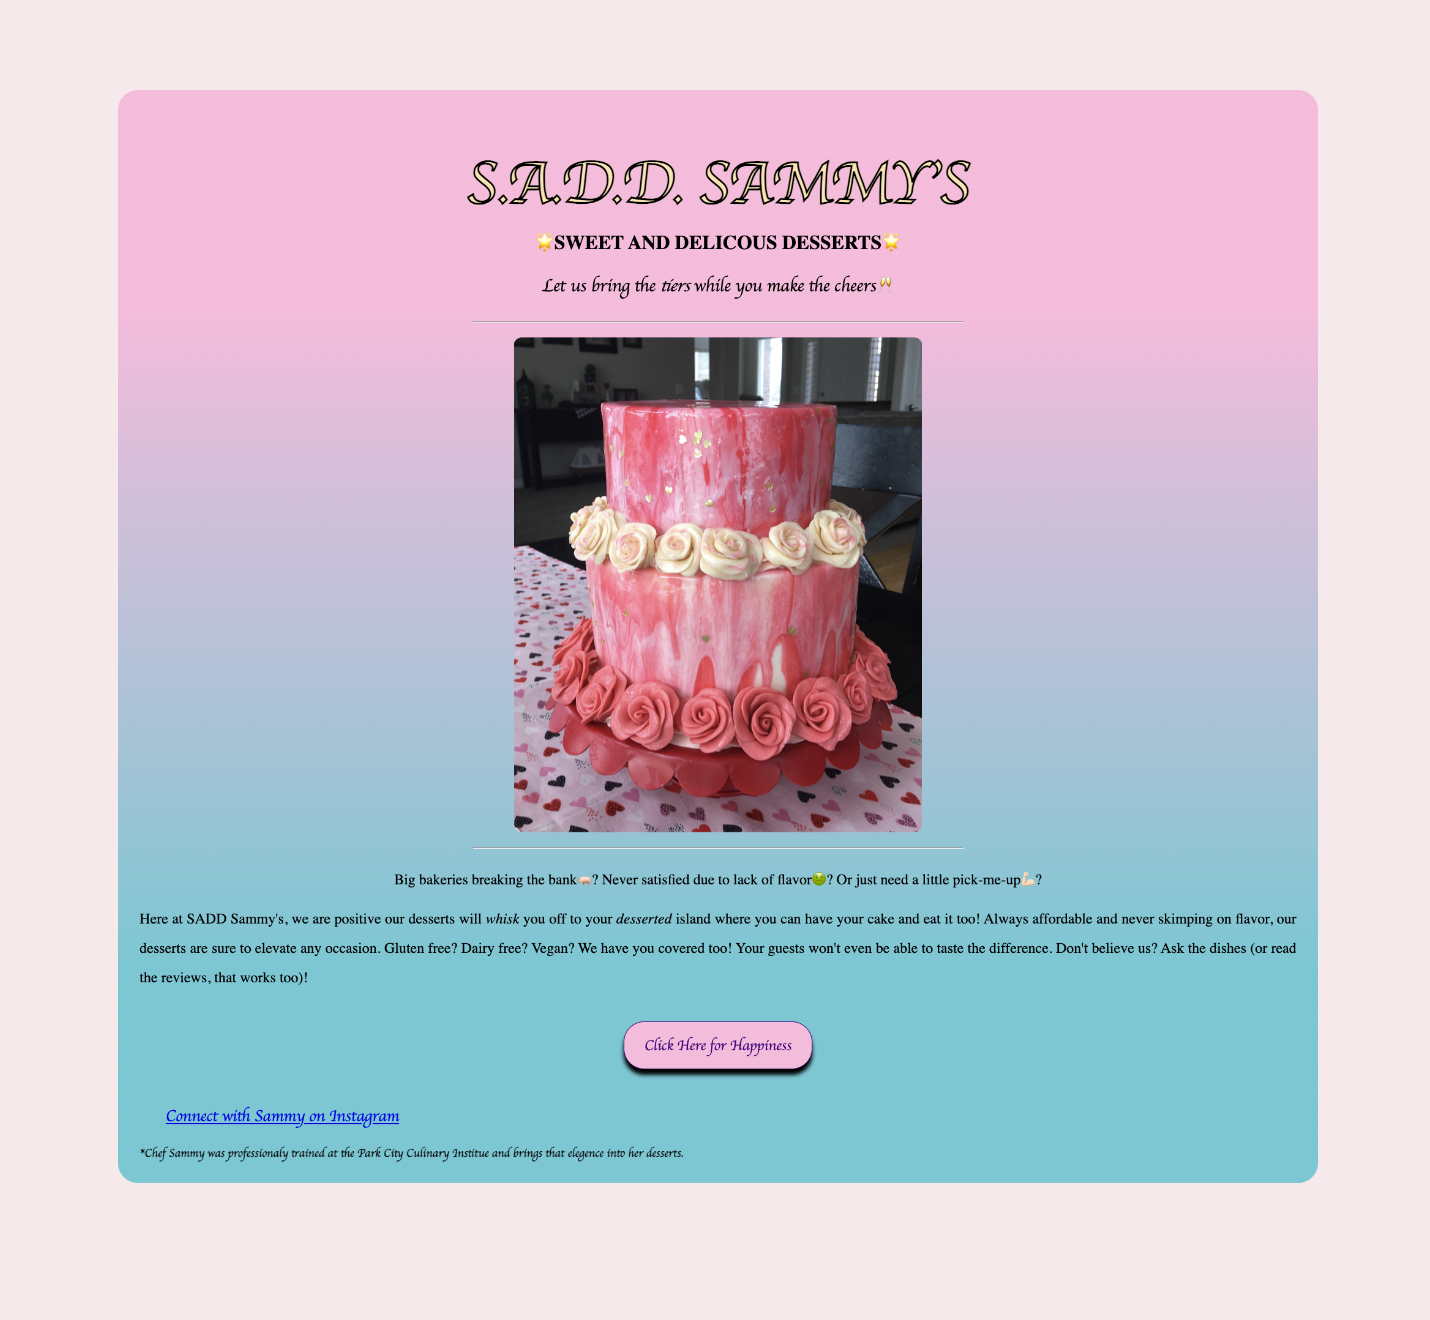 S.A.D.D. SAMMY'S
🌟SWEET AND DELICOUS DESSERTS🌟
Let us bring the tiers while you make the cheers🥂
Big bakeries breaking the bank🐖? Never satisfied due to lack of flavor🤢? Or just need a little pick-me-up💪🏻?
Here at SADD Sammy's, we are positive our desserts will whisk you off to your desserted island where you can have your cake and eat it too! Always affordable and never skimping on flavor, our
desserts are sure to elevate any occasion. Gluten free? Dairy free? Vegan? We have you covered too! Your guests won't even be able to taste the difference. Don't believe us? Ask the dishes (or read
the reviews, that works too)!
Click Here for Happiness
Connect with Sammy on Instagram
*Chef Sammy was professionaly trained at the Park City Culinary Institue and brings that elegence into her desserts.